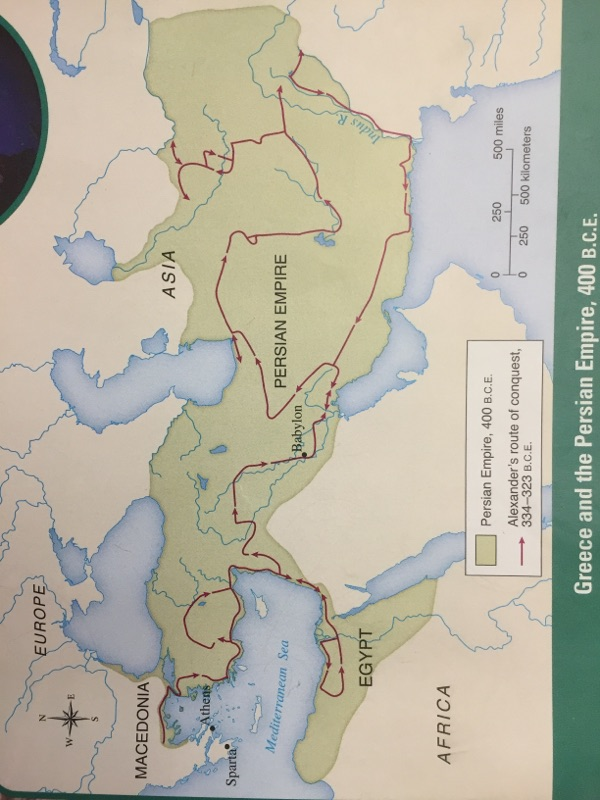 Greece and the Persian Empire, 400 B.C.E.
EUROPE
N
W
E
S
MACEDONIA
Athens
Sparta
Mediterranean Sea
AFRICA
EGYPT
Babylon
PERSIAN EMPIRE
ASIA
Indus R.
Persian Empire, 400 B.C.E.
Alexander's route of conquest,
334–323 B.C.E.
0 250 500 miles
0 250 500 kilometers